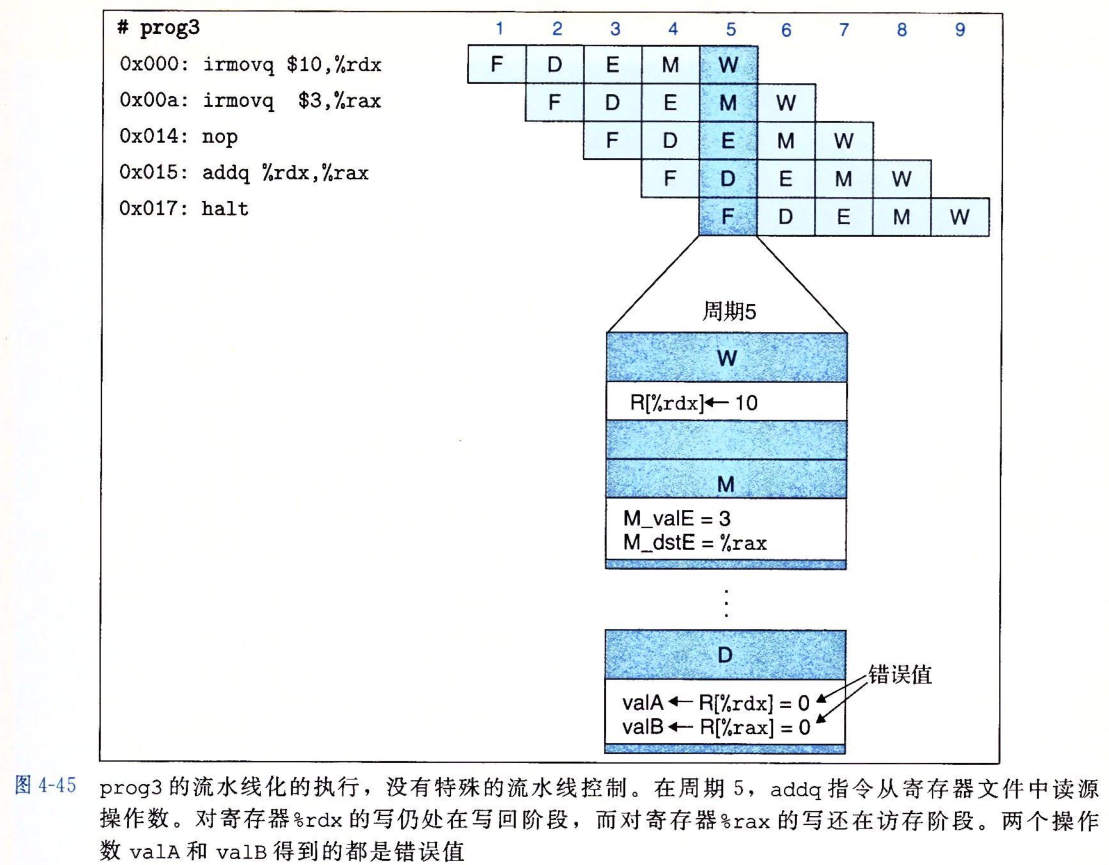 # prog3 1 2 3 4 5 6 7 8 9
0x000: irmovq $10,%rdx F D E M W
0x00a: irmovq $3,%rax F D E M W
0x014: nop F D E M W
0x015: addq %rdx,%rax F D E M W
0x017: halt F D E M W
周期5
W
R[%rdx]← 10
M
M_valE = 3
M_dstE = %rax
D
错误值
valA ← R[%rdx] = 0
valB ← R[%rax] = 0
图 4-45 prog3 的流水线化的执行，没有特殊的流水线控制。在周期 5，addq 指令从寄存器文件中读源
操作数。对寄存器%rdx 的写仍处在写回阶段，而对寄存器%rax 的写还在访存阶段。两个操作
数 valA 和 valB 得到的都是错误值